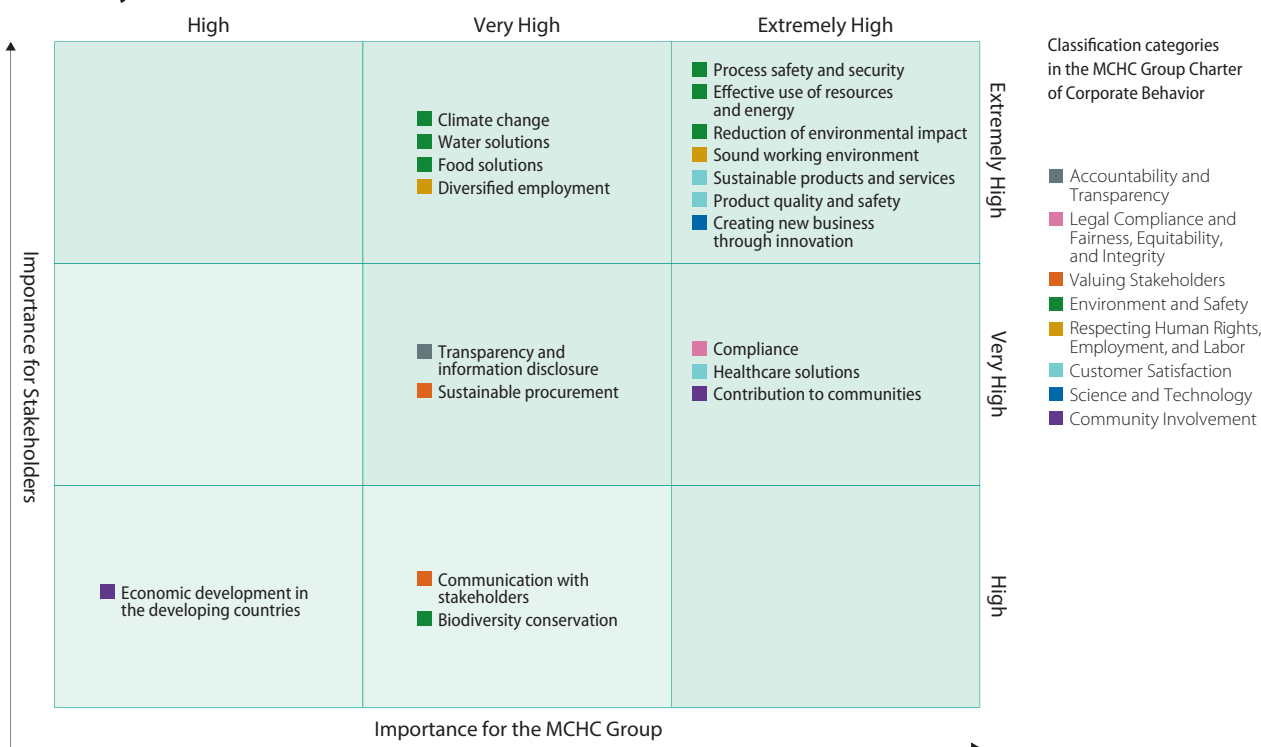 High
Very High
Extremely High
Climate change
Water solutions
Food solutions
Diversified employment
Process safety and security
Effective use of resources
and energy
Reduction of environmental impact
Sound working environment
Sustainable products and services
Product quality and safety
Creating new business
through innovation
Extremely High
Transparency and
information disclosure
Sustainable procurement
Compliance
Healthcare solutions
Contribution to communities
Very High
Economic development in
the developing countries
Communication with
stakeholders
Biodiversity conservation
High
Importance for Stakeholders
Importance for the MCHC Group
Classification categories
in the MCHC Group Charter
of Corporate Behavior
Accountability and
Transparency
Legal Compliance and
Fairness, Equitability,
and Integrity
Valuing Stakeholders
Environment and Safety
Respecting Human Rights,
Employment, and Labor
Customer Satisfaction
Science and Technology
Community Involvement